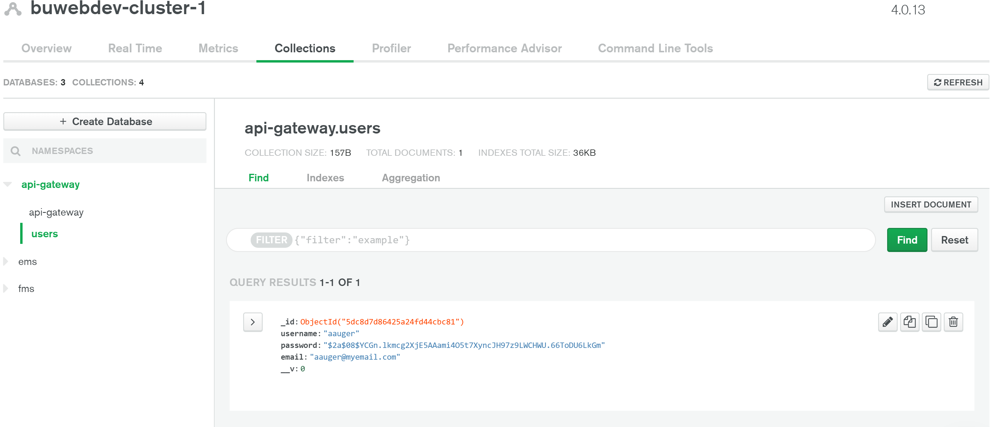 buwebdev-cluster-1 4.0.13
Overview Real Time Metrics Collections Profiler Performance Advisor Command Line Tools
DATABASES: 3 COLLECTIONS: 4 REFRESH
+ Create Database
NAMESPACES
api-gateway
api-gateway
users
ems
fms
api-gateway.users
COLLECTION SIZE: 157B TOTAL DOCUMENTS: 1 INDEXES TOTAL SIZE: 36KB
Find Indexes Aggregation
INSERT DOCUMENT
FILTER {"filter":"example"} Find Reset
QUERY RESULTS 1-1 OF 1
_id: ObjectId("5dc8d7d86425a24fd44cbc81")
username: "aauger"
password: "$2a$08$YCGn.lkmcg2XjE5AAami4O5t7XyncJH97z9LWCHWU.66ToDU6LkGm"
email: "aauger@myemail.com"
__v: 0